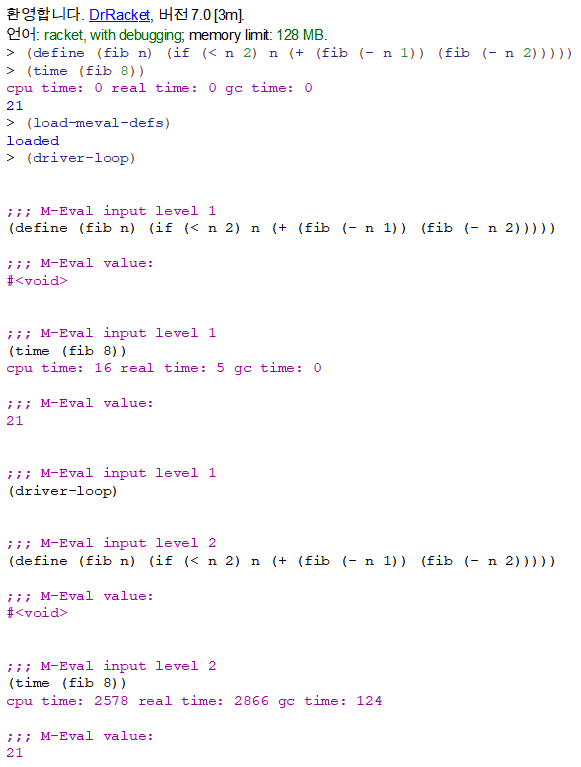 환영합니다. DrRacket, 버전 7.0 [3m].
언어: racket, with debugging; memory limit: 128 MB.
> (define (fib n) (if (< n 2) n (+ (fib (- n 1)) (fib (- n 2)))))
> (time (fib 8))
cpu time: 0 real time: 0 gc time: 0
21
> (load-meval-defs)
loaded
> (driver-loop)
;;; M-Eval input level 1
(define (fib n) (if (< n 2) n (+ (fib (- n 1)) (fib (- n 2)))))
;;; M-Eval value:
#<void>
;;; M-Eval input level 1
(time (fib 8))
cpu time: 16 real time: 5 gc time: 0
;;; M-Eval value:
21
;;; M-Eval input level 1
(driver-loop)
;;; M-Eval input level 2
(define (fib n) (if (< n 2) n (+ (fib (- n 1)) (fib (- n 2)))))
;;; M-Eval value:
#<void>
;;; M-Eval input level 2
(time (fib 8))
cpu time: 2578 real time: 2866 gc time: 124
;;; M-Eval value:
21